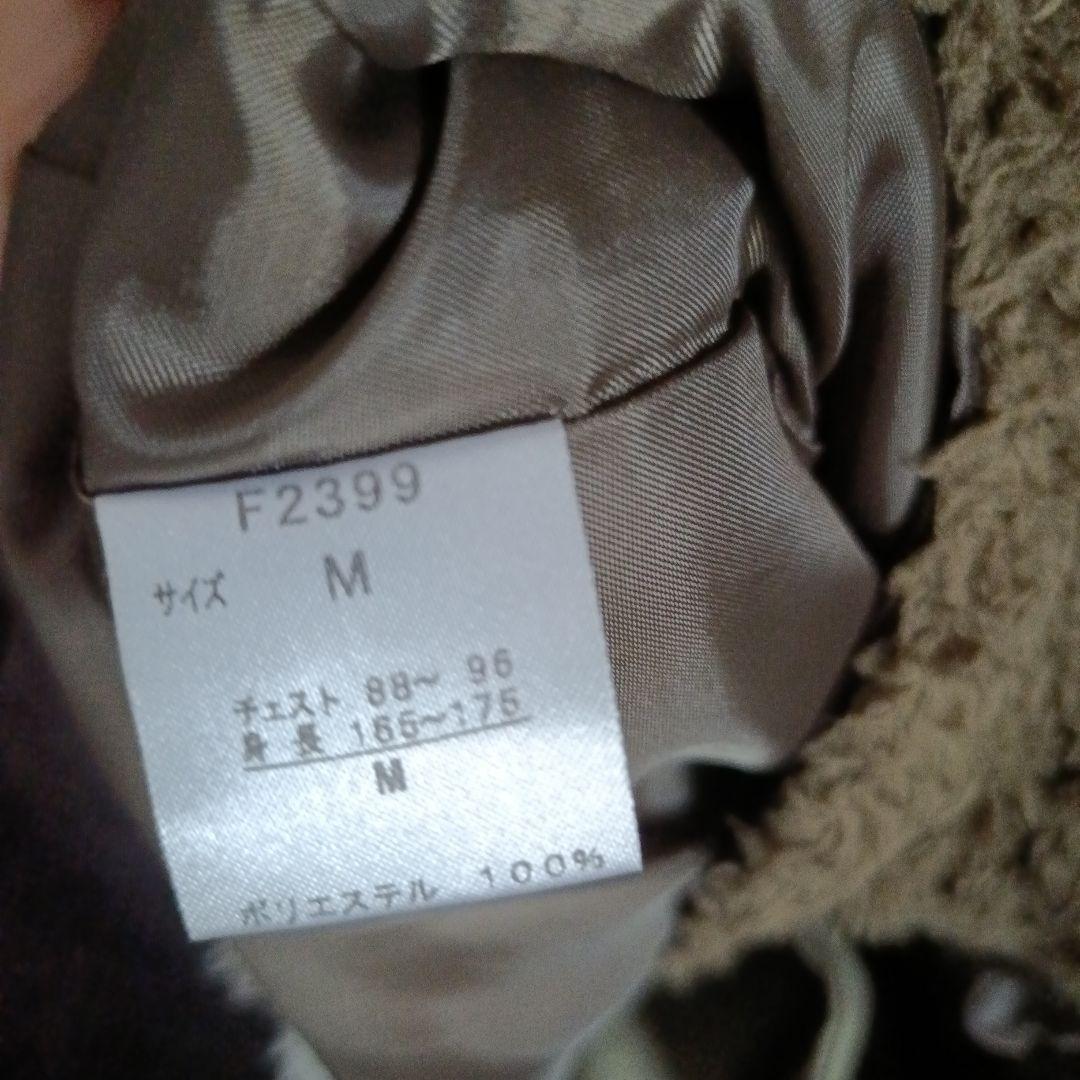 F2399
サイズ M
チェスト 88～ 96
身 長 165～175
M
ポリエステル 100%